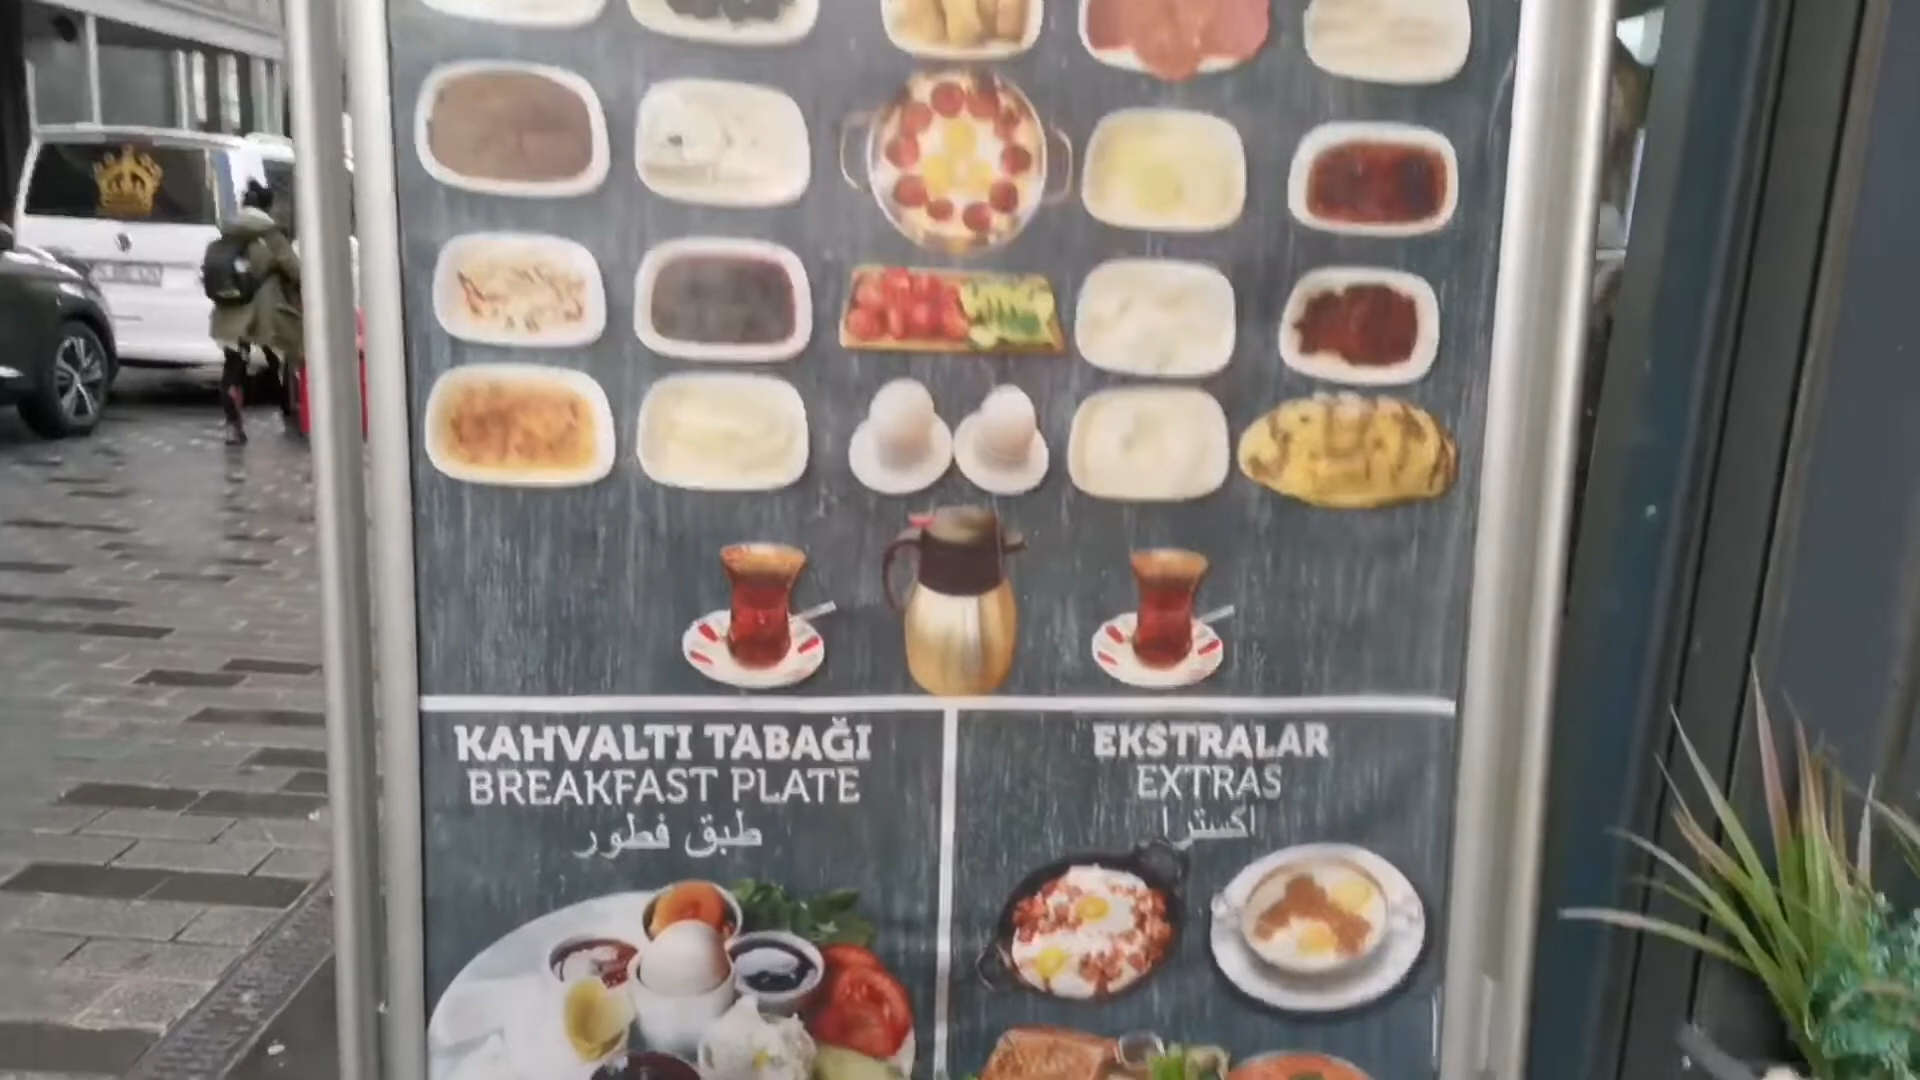 KAHVALTI TABAĞI
BREAKFAST PLATE
طبق فطور
EKSTRALAR
EXTRAS
اكسترا